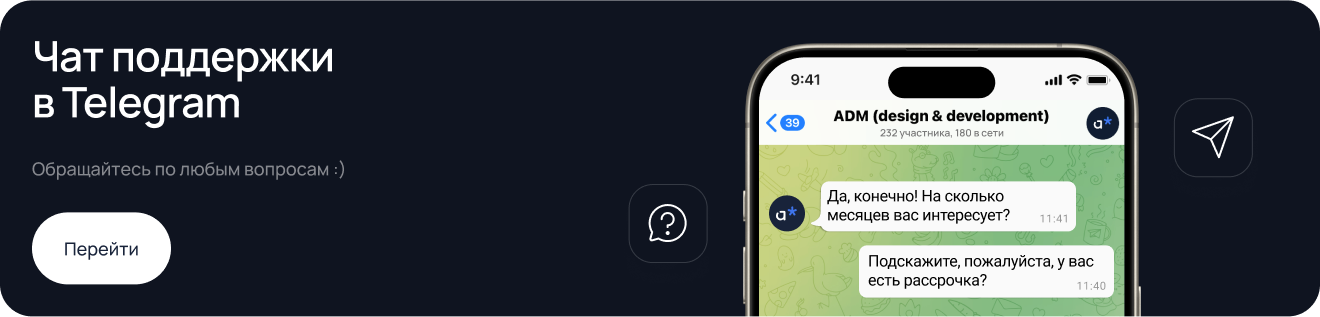 Чат поддержки
в Telegram
Обращайтесь по любым вопросам :)
Перейти
9:41
39
ADM (design & development)
232 участника, 180 в сети
a*
a*
Да, конечно! На сколько
месяцев вас интересует?
11:41
Подскажите, пожалуйста, у вас
есть рассрочка?
11:40